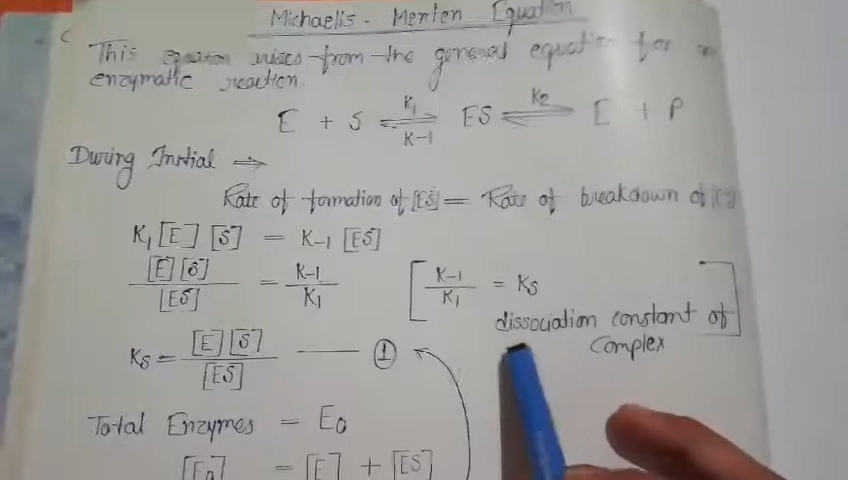 Michaelis - Menten Equation
This equation arises from the general equation for an
enzymatic reaction.
E + S ⇌ ES ⇌ E + P
K1 K2
K-1
During Initial ⇒
Rate of formation of [ES] = Rate of breakdown of [ES]
K1 [E] [S] = K-1 [ES]
[E][S] / [ES] = K-1 / K1 [ K-1 / K1 = Ks
dissociation constant of ]
Complex
Ks = [E] [S] / [ES] —— ①
Total Enzymes = E0
[E0] = [E] + [ES]